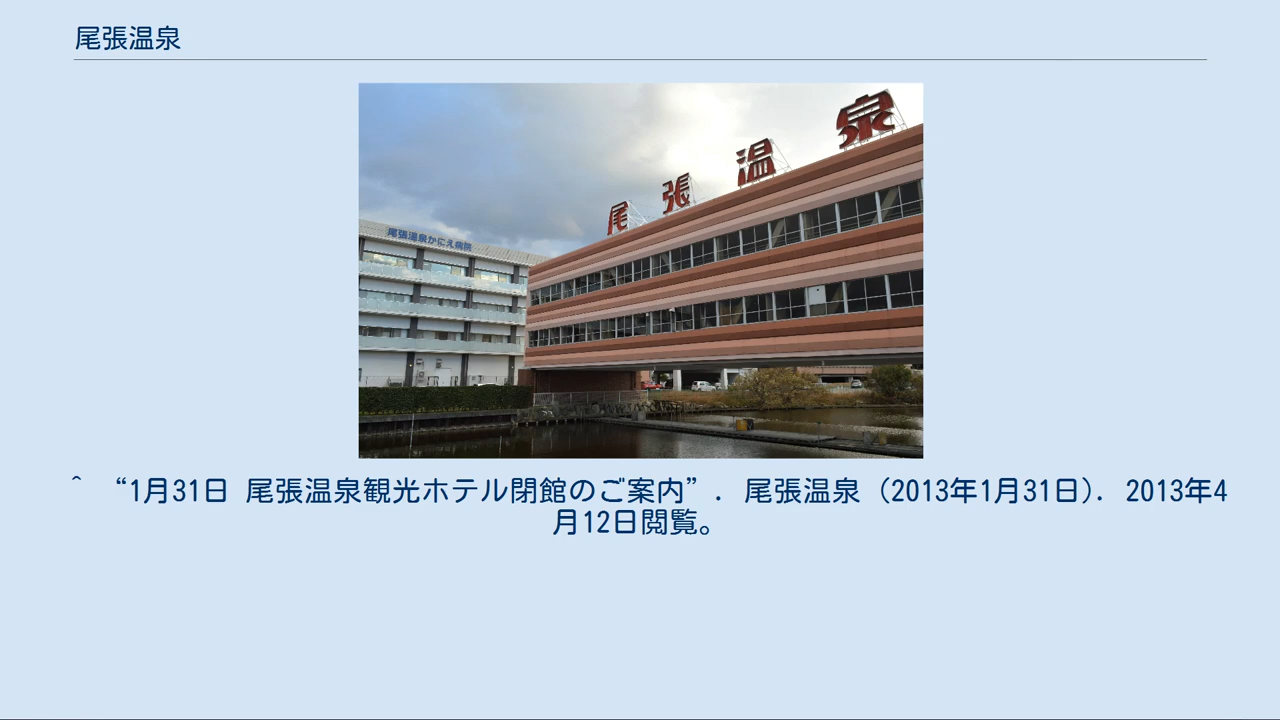 尾張温泉
尾張温泉
尾張温泉かにえ病院
^ “1月31日 尾張温泉観光ホテル閉館のご案内”. 尾張温泉 (2013年1月31日). 2013年4
月12日閲覧。